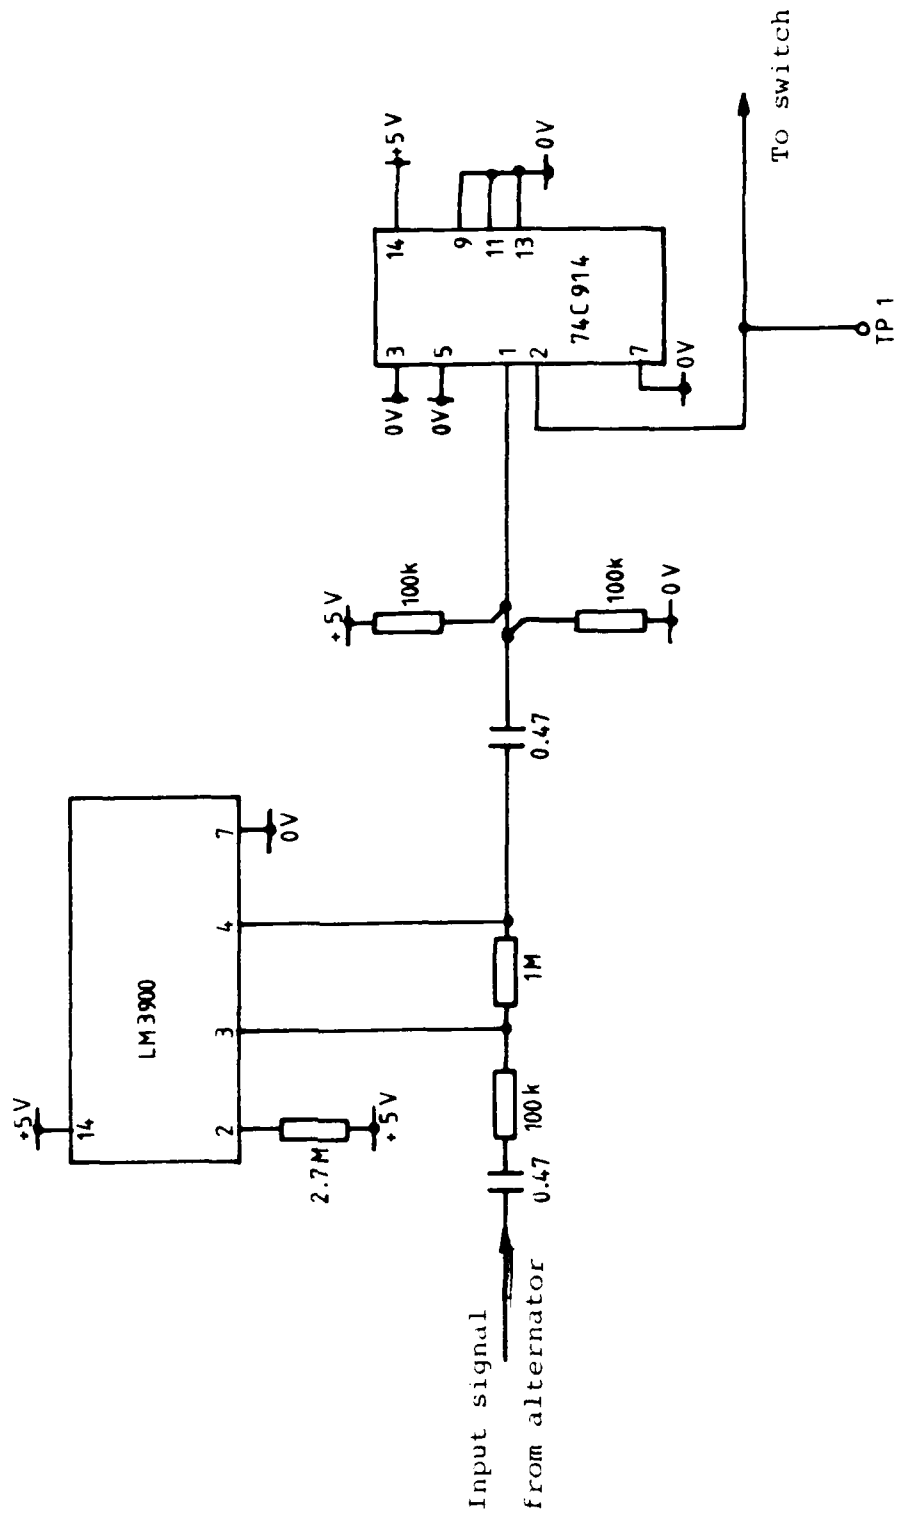 +5V
14
LM3900
2
3
4
7
2.7M
+5V
0V
Input signal
from alternator
0.47
100k
1M
0.47
+5V
100k
100k
0V
0V
3
0V
5
1
2
7
0V
14
+5V
9
11
13
0V
74C914
TP1
To switch